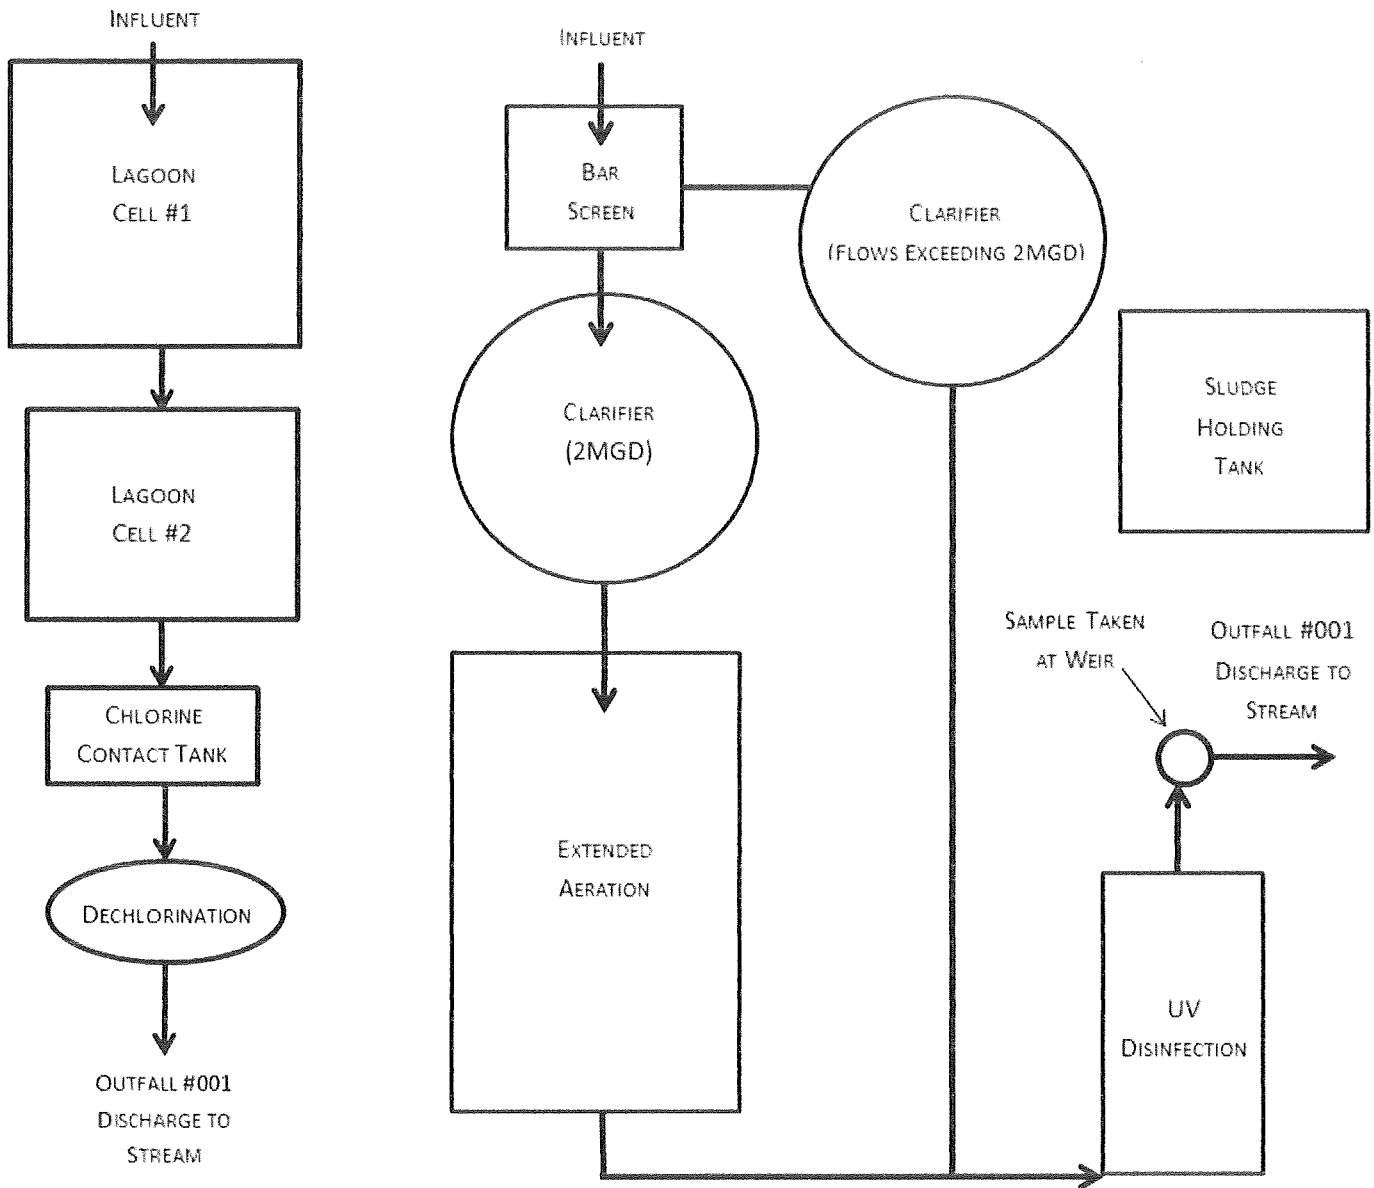 INFLUENT
LAGOON
CELL #1
LAGOON
CELL #2
CHLORINE
CONTACT TANK
DECHLORINATION
OUTFALL #001
DISCHARGE TO
STREAM
INFLUENT
BAR
SCREEN
CLARIFIER
(FLOWS EXCEEDING 2MGD)
CLARIFIER
(2MGD)
EXTENDED
AERATION
SLUDGE
HOLDING
TANK
SAMPLE TAKEN
AT WEIR
OUTFALL #001
DISCHARGE TO
STREAM
UV
DISINFECTION